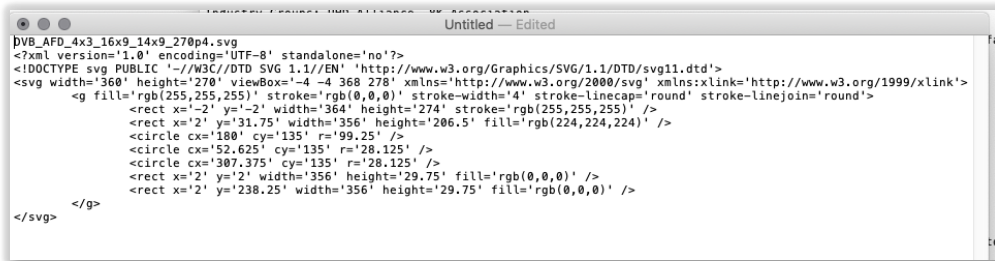 Industry Groups: UHD Alliance, 8K Association
Untitled — Edited
DVB_AFD_4x3_16x9_14x9_270p4.svg
<?xml version='1.0' encoding='UTF-8' standalone='no'?>
<!DOCTYPE svg PUBLIC '-//W3C//DTD SVG 1.1//EN' 'http://www.w3.org/Graphics/SVG/1.1/DTD/svg11.dtd'>
<svg width='360' height='270' viewBox='-4 -4 368 278' xmlns='http://www.w3.org/2000/svg' xmlns:xlink='http://www.w3.org/1999/xlink'>
<g fill='rgb(255,255,255)' stroke='rgb(0,0,0)' stroke-width='4' stroke-linecap='round' stroke-linejoin='round'>
<rect x='-2' y='-2' width='364' height='274' stroke='rgb(255,255,255)' />
<rect x='2' y='31.75' width='356' height='206.5' fill='rgb(224,224,224)' />
<circle cx='180' cy='135' r='99.25' />
<circle cx='52.625' cy='135' r='28.125' />
<circle cx='307.375' cy='135' r='28.125' />
<rect x='2' y='2' width='356' height='29.75' fill='rgb(0,0,0)' />
<rect x='2' y='238.25' width='356' height='29.75' fill='rgb(0,0,0)' />
</g>
</svg>